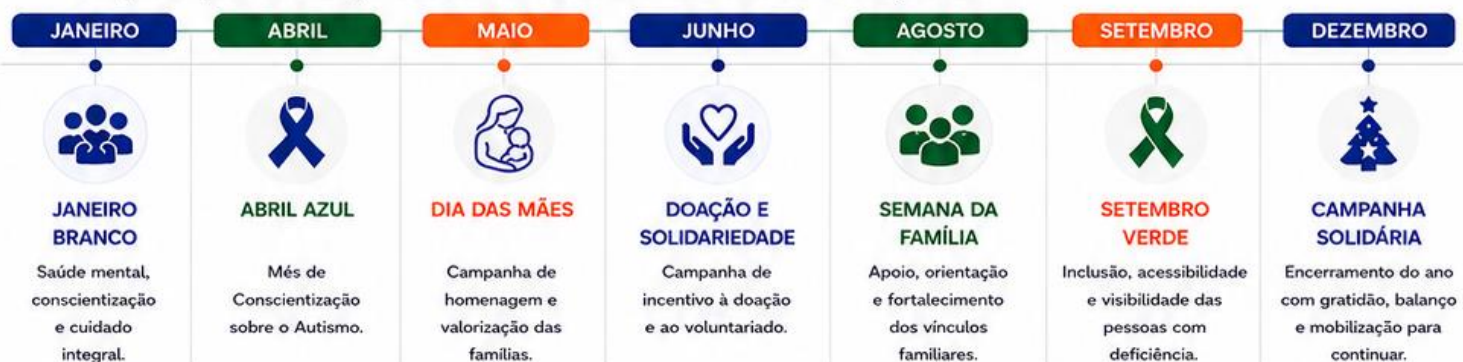 JANEIRO
ABRIL
MAIO
JUNHO
AGOSTO
SETEMBRO
DEZEMBRO
JANEIRO
BRANCO
Saúde mental,
conscientização
e cuidado
integral.
ABRIL AZUL
Més de
Conscientização
sobre o Autismo.
DIA DAS MÃES
Campanha de
homenagem e
valorização das
famílias.
DOAÇÃO E
SOLIDARIEDADE
Campanha de
incentivo à doação
e ao voluntariado.
SEMANA DA
FAMÍLIA
Apoio, orientação
e fortalecimento
dos vínculos
familiares.
SETEMBRO
VERDE
Inclusão, acessibilidade
e visibilidade das
pessoas com
deficiência.
CAMPANHA
SOLIDÁRIA
Encerramento do ano
com gratidão, balanço
e mobilização para
continuar.